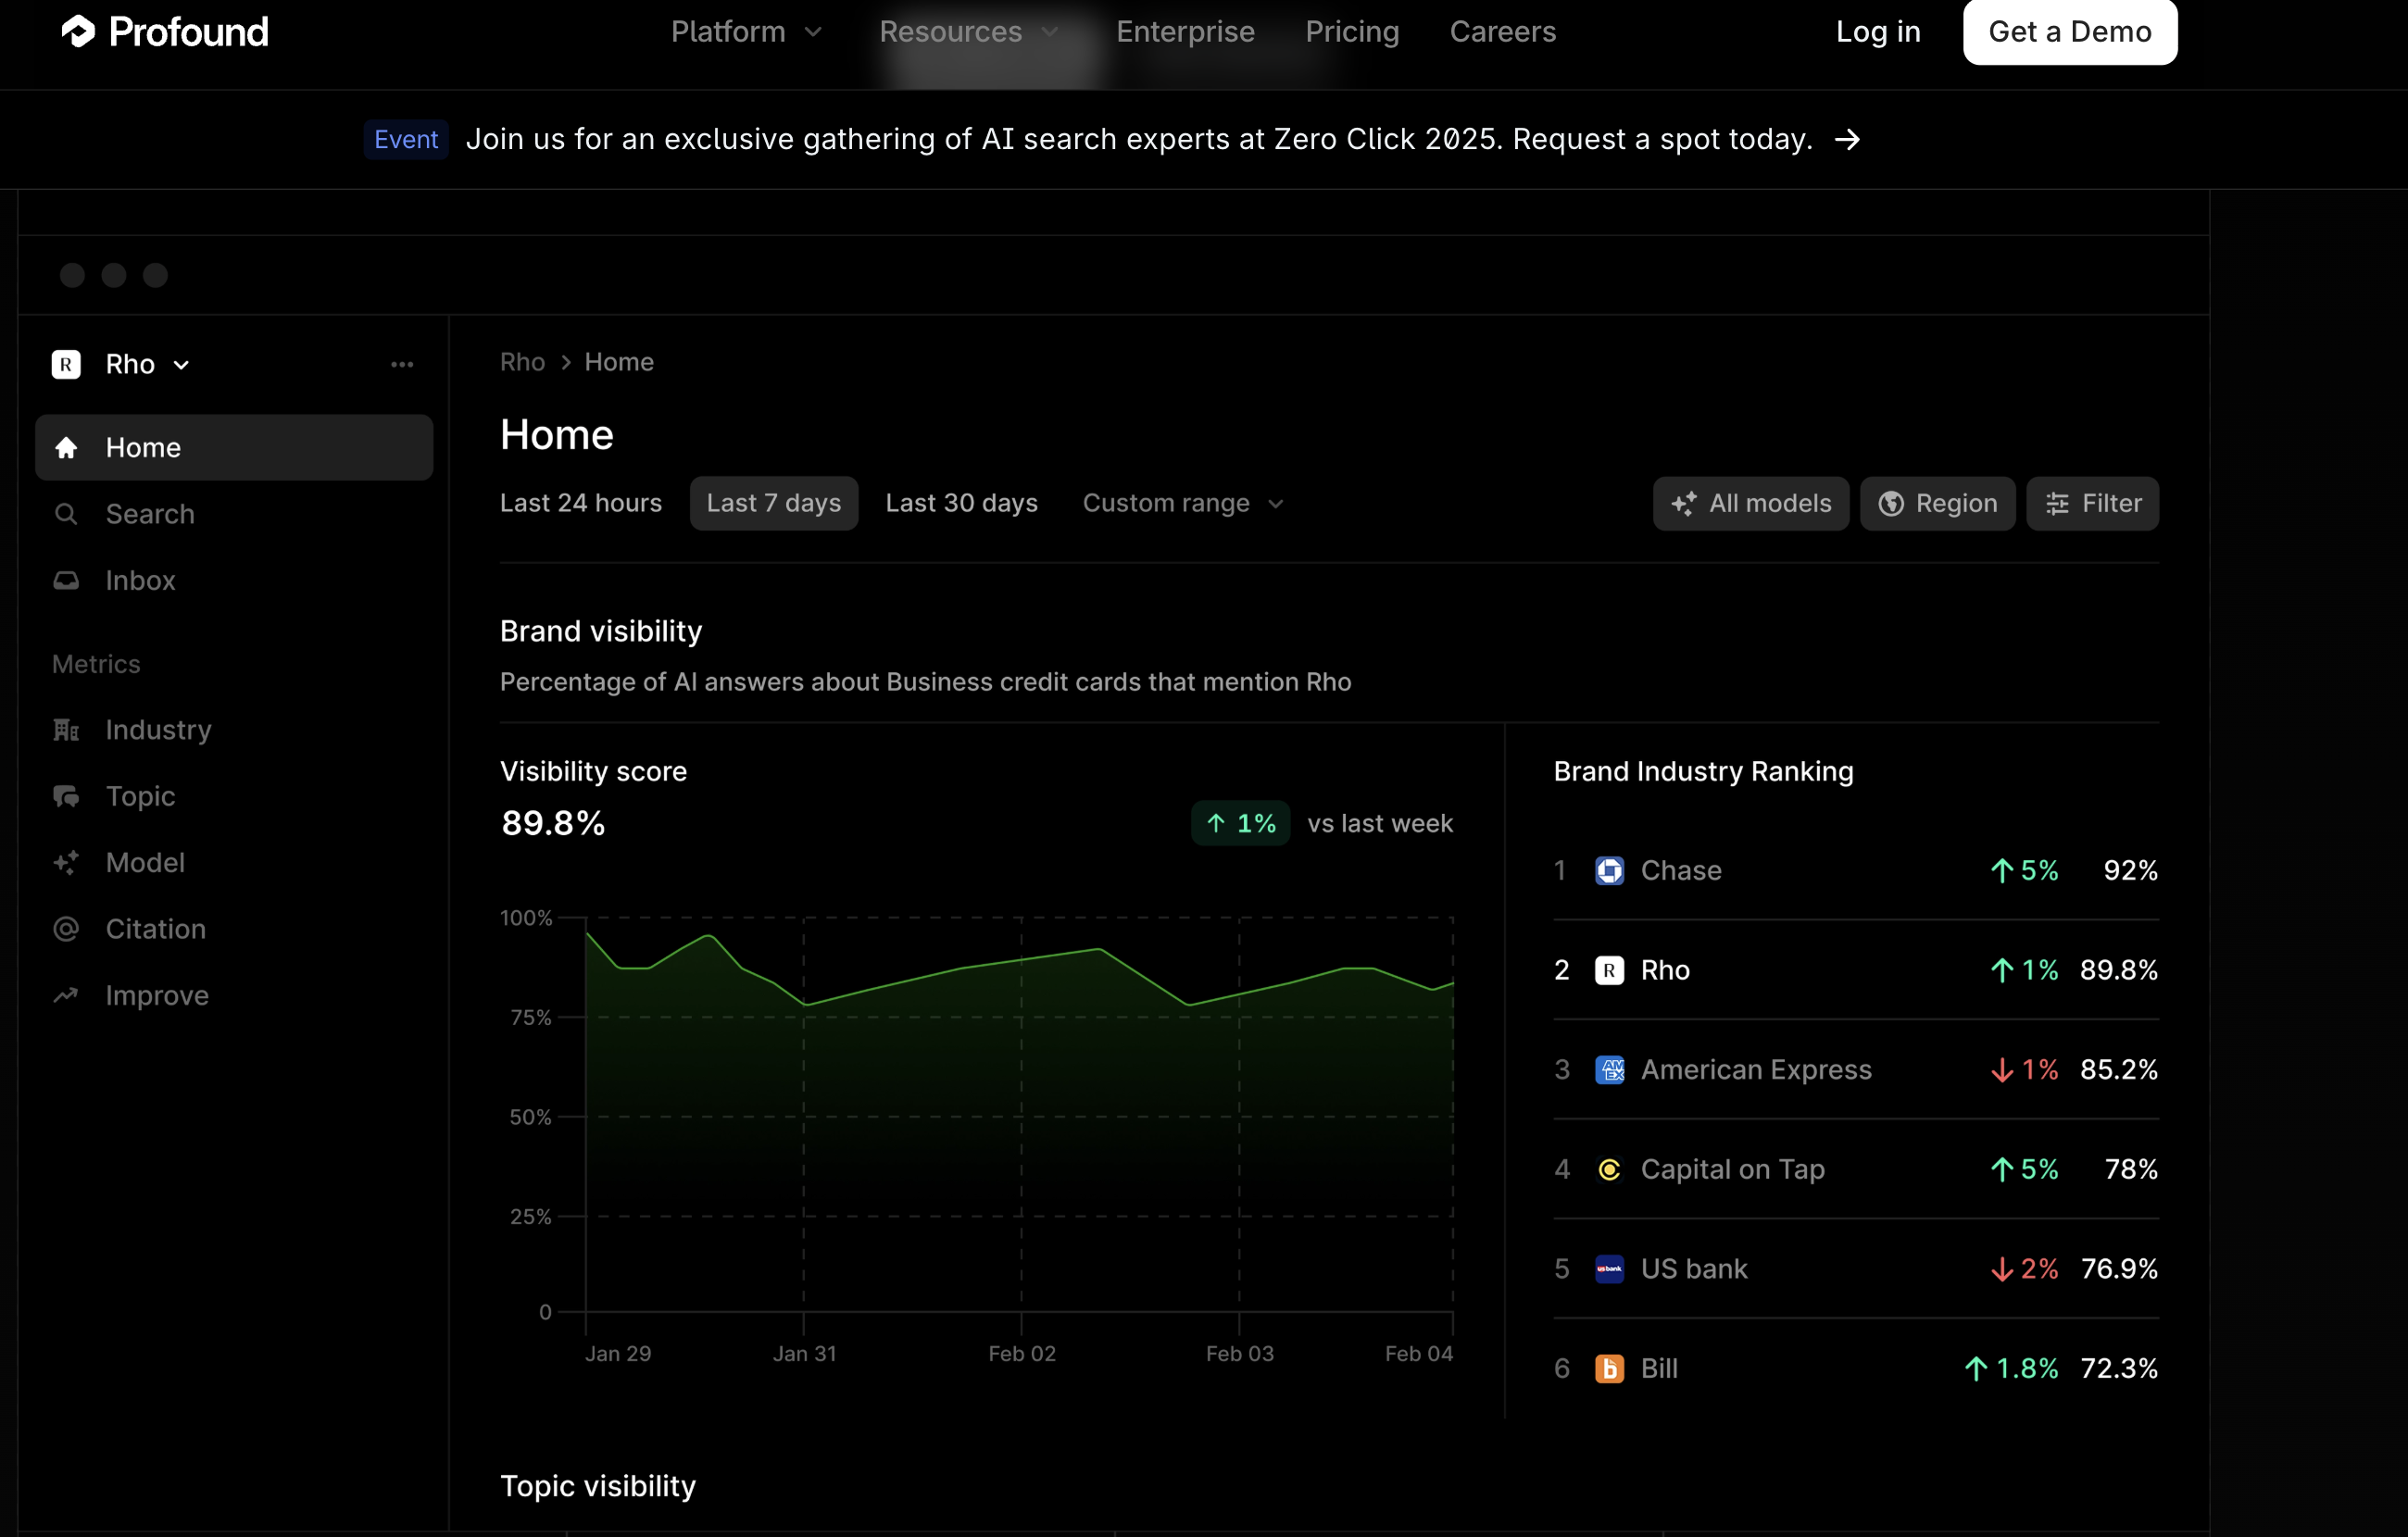 Profound
Platform
Resources
Enterprise
Pricing
Careers
Log in
Get a Demo
Event
Join us for an exclusive gathering of AI search experts at Zero Click 2025. Request a spot today. →
R Rho
Home
Search
Inbox
Metrics
Industry
Topic
Model
Citation
Improve
Rho > Home
Home
Last 24 hours
Last 7 days
Last 30 days
Custom range
All models
Region
Filter
Brand visibility
Percentage of AI answers about Business credit cards that mention Rho
Visibility score
89.8%
↑ 1% vs last week
100%
75%
50%
25%
0
Jan 29
Jan 31
Feb 02
Feb 03
Feb 04
Brand Industry Ranking
1 Chase ↑ 5% 92%
2 R Rho ↑ 1% 89.8%
3 AMEX American Express ↓ 1% 85.2%
4 Capital on Tap ↑ 5% 78%
5 usbank US bank ↓ 2% 76.9%
6 b Bill ↑ 1.8% 72.3%
Topic visibility